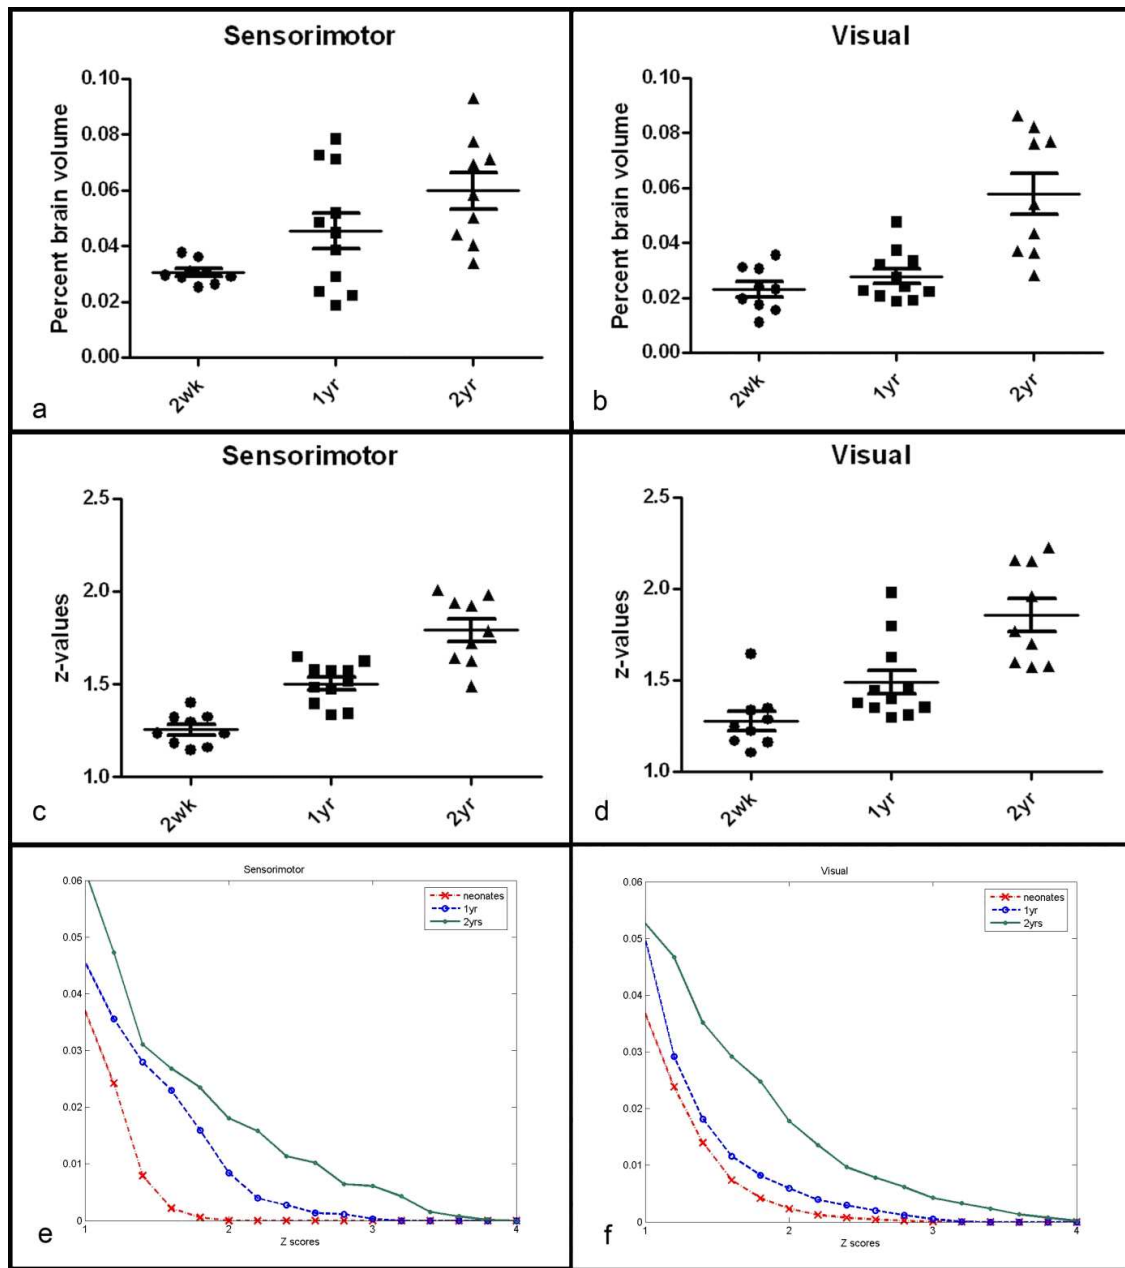 Sensorimotor
Percent brain volume
0.10
0.08
0.06
0.04
0.02
0.00
2wk
1yr
2yr
a
Visual
Percent brain volume
0.10
0.08
0.06
0.04
0.02
0.00
2wk
1yr
2yr
b
Sensorimotor
z-values
2.5
2.0
1.5
1.0
2wk
1yr
2yr
c
Visual
z-values
2.5
2.0
1.5
1.0
2wk
1yr
2yr
d
Sensorimotor
0.06
0.05
0.04
0.03
0.02
0.01
0
neonates
1yr
2yrs
1 2 3 4
Z scores
e
Visual
0.06
0.05
0.04
0.03
0.02
0.01
0
neonates
1yr
2yrs
1 2 3 4
Z scores
f